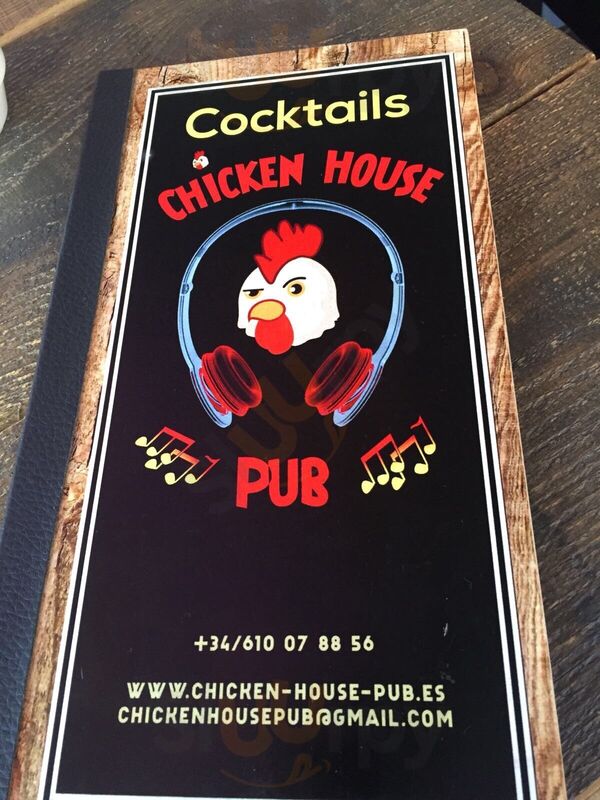 Cocktails
CHICKEN HOUSE
PUB
+34/610 07 88 56
WWW.CHICKEN-HOUSE-PUB.ES
CHICKENHOUSEPUB@GMAIL.COM